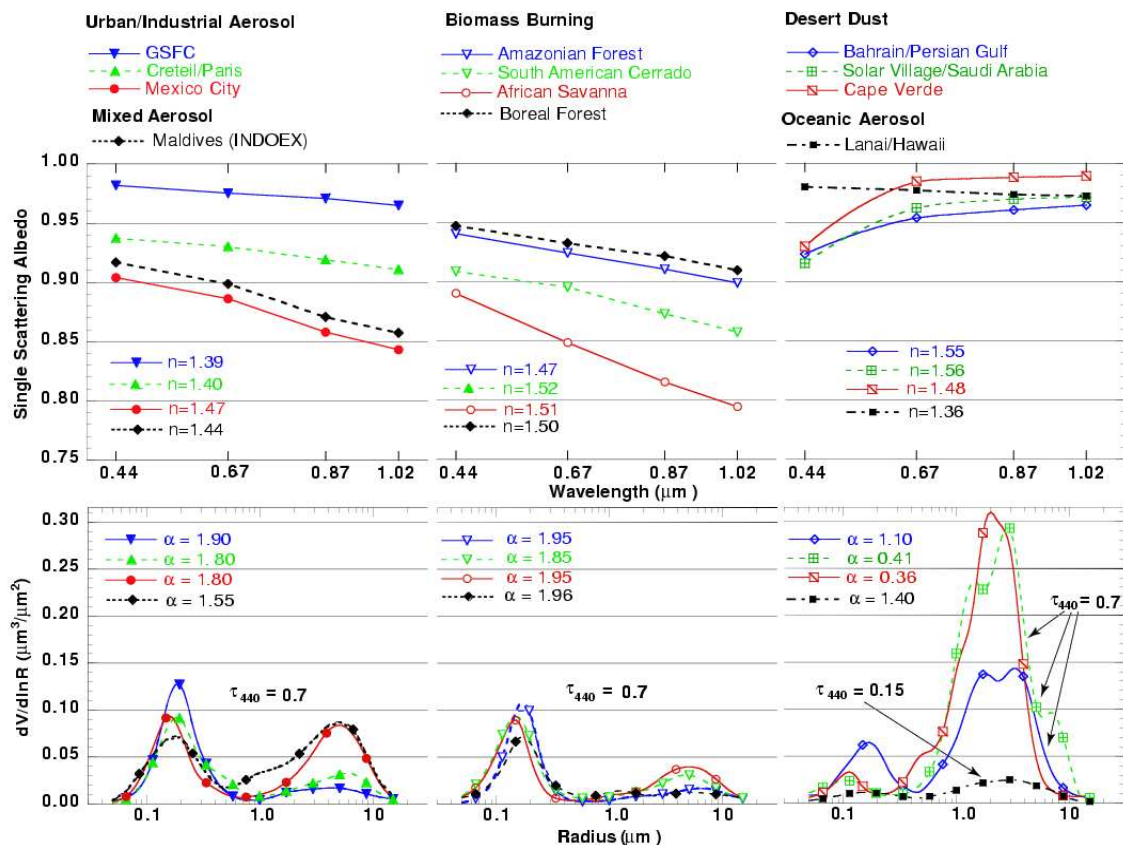 Urban/Industrial Aerosol
GSFC
Creteil/Paris
Mexico City
Mixed Aerosol
Maldives (INDOEX)
Biomass Burning
Amazonian Forest
South American Cerrado
African Savanna
Boreal Forest
Desert Dust
Bahrain/Persian Gulf
Solar Village/Saudi Arabia
Cape Verde
Oceanic Aerosol
Lanai/Hawaii
Single Scattering Albedo
1.00
0.95
0.90
0.85
0.80
0.75
n=1.39
n=1.40
n=1.47
n=1.44
n=1.47
n=1.52
n=1.51
n=1.50
n=1.55
n=1.56
n=1.48
n=1.36
0.44 0.67 0.87 1.02
0.44 0.67 0.87 1.02
0.44 0.67 0.87 1.02
Wavelength (μm)
dV/dlnR (μm³/μm²)
0.30
0.25
0.20
0.15
0.10
0.05
0.00
α = 1.90
α = 1.80
α = 1.80
α = 1.55
τ440 = 0.7
α = 1.95
α = 1.85
α = 1.95
α = 1.96
τ440 = 0.7
α = 1.10
α = 0.41
α = 0.36
α = 1.40
τ440 = 0.7
τ440 = 0.15
0.1 1.0 10
0.1 1.0 10
0.1 1.0 10
Radius (μm)